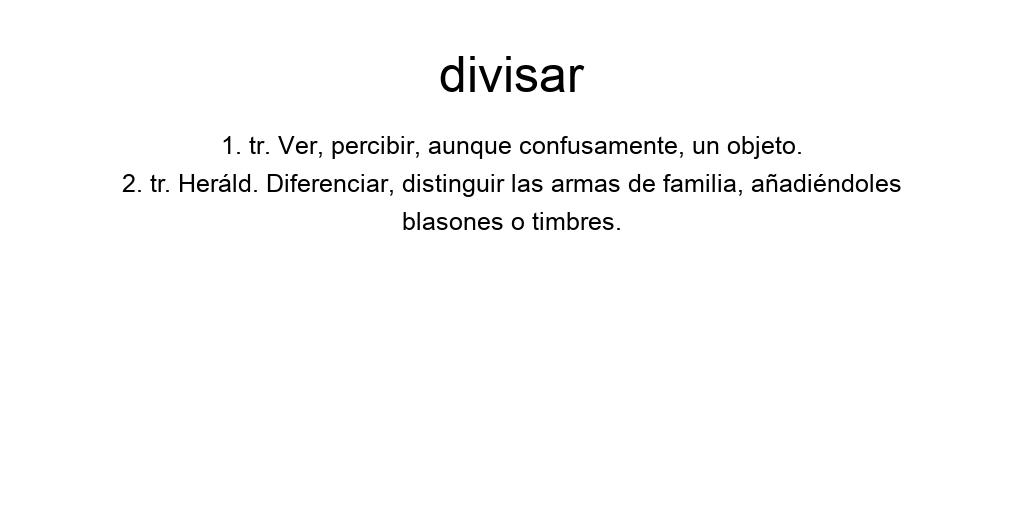 divisar
1. tr. Ver, percibir, aunque confusamente, un objeto.
2. tr. Heráld. Diferenciar, distinguir las armas de familia, añadiéndoles
blasones o timbres.